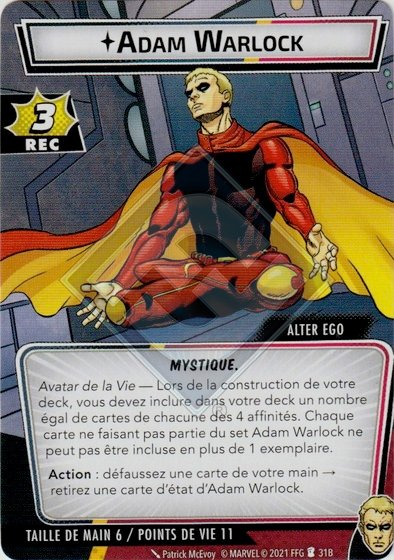 ADAM WARLOCK
3
REC
ALTER EGO
MYSTIQUE.
Avatar de la Vie — Lors de la construction de votre
deck, vous devez inclure dans votre deck un nombre
égal de cartes de chacune des 4 affinités. Chaque
carte ne faisant pas partie du set Adam Warlock ne
peut pas être incluse en plus de 1 exemplaire.
Action : défaussez une carte de votre main →
retirez une carte d'état d'Adam Warlock.
TAILLE DE MAIN 6 / POINTS DE VIE 11
Patrick McEvoy © MARVEL © 2021 FFG 31B